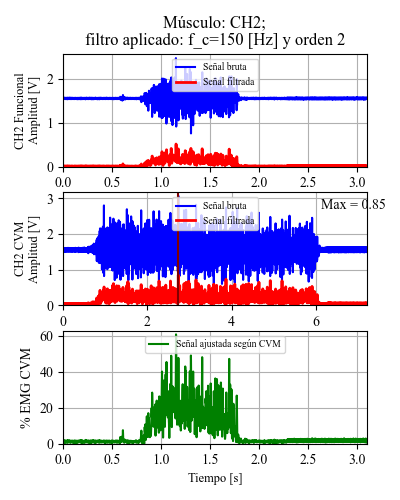 Músculo: CH2;
filtro aplicado: f_c=150 [Hz] y orden 2
CH2 Funcional
Amplitud [V]
2
1
0
Señal bruta
Señal filtrada
0.0 0.5 1.0 1.5 2.0 2.5 3.0
CH2 CVM
Amplitud [V]
3
2
1
0
Señal bruta
Señal filtrada
Max = 0.85
0 2 4 6
% EMG CVM
60
40
20
0
Señal ajustada según CVM
0.0 0.5 1.0 1.5 2.0 2.5 3.0
Tiempo [s]